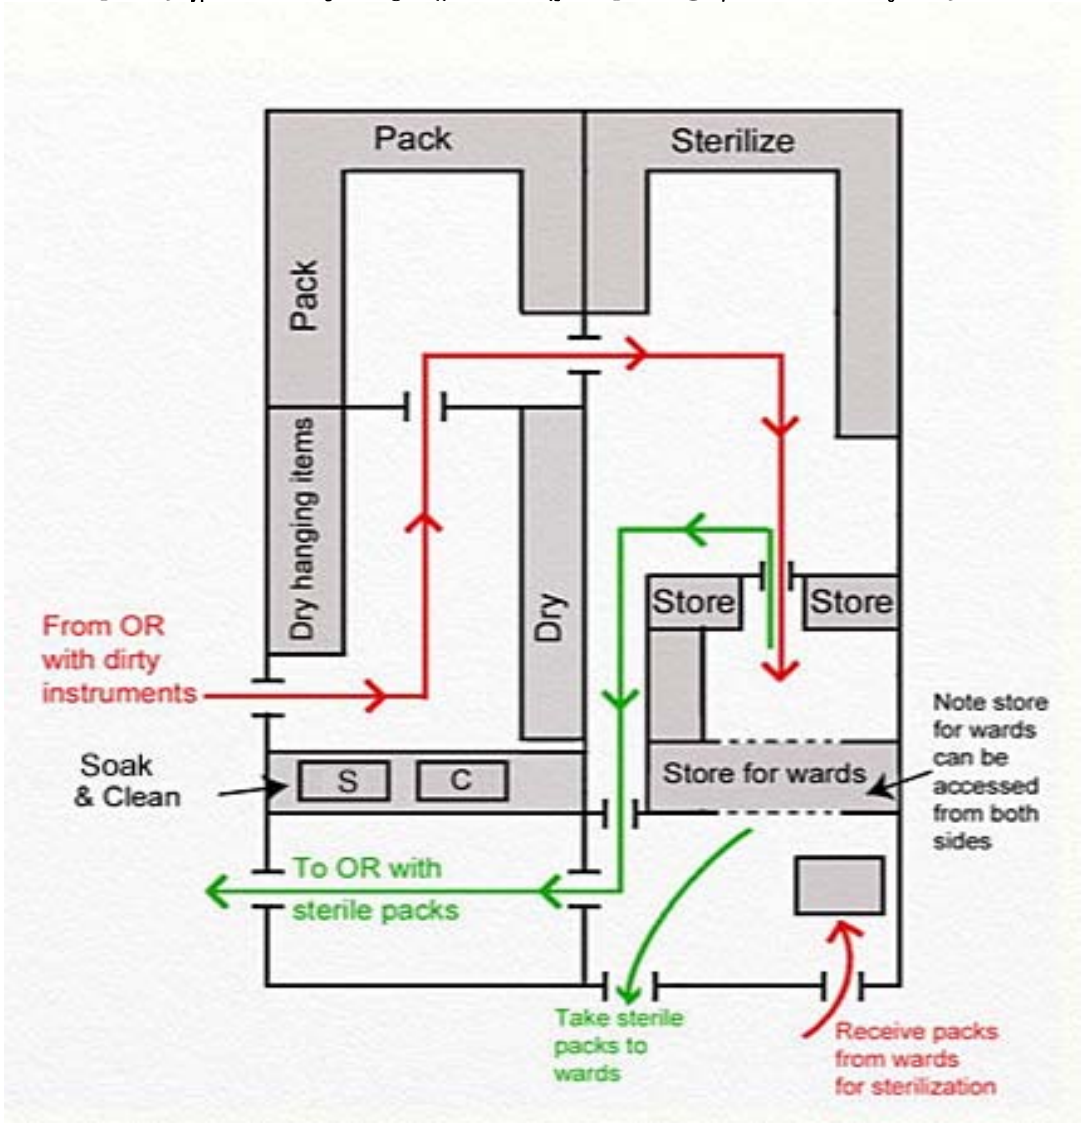 Pack
Sterilize
Pack
Dry hanging items
Dry
Store
Store
From OR
with dirty
instruments
Note store
for wards
can be
accessed
from both
sides
Soak
& Clean
S
C
Store for wards
To OR with
sterile packs
Take sterile
packs to
wards
Receive packs
from wards
for sterilization